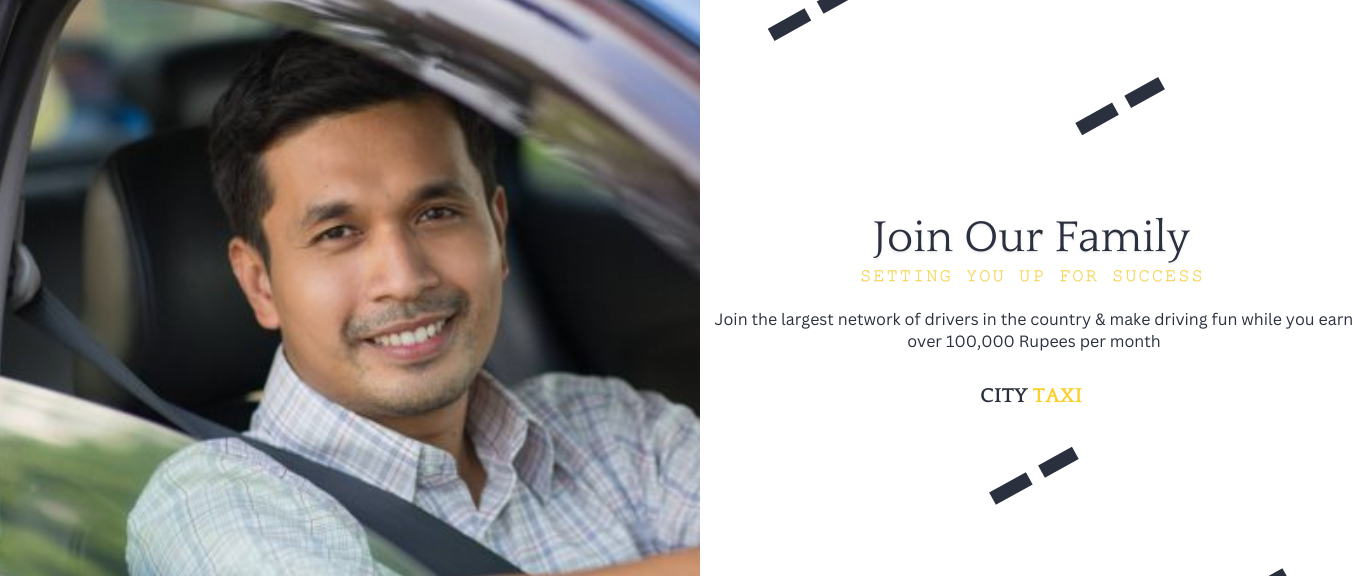 Join Our Family
SETTING YOU UP FOR SUCCESS
Join the largest network of drivers in the country & make driving fun while you earn
over 100,000 Rupees per month
CITY TAXI